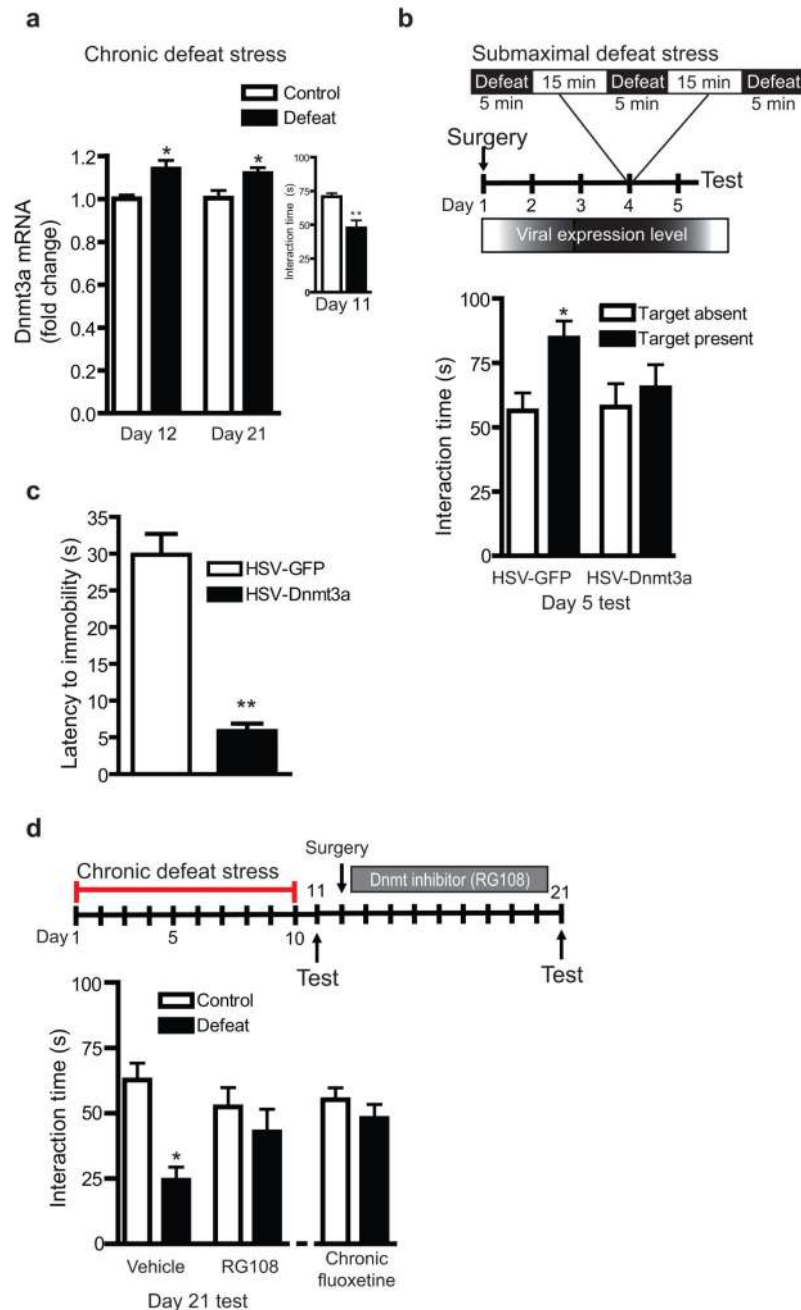 a
Chronic defeat stress
Control
Defeat
Dnmt3a mRNA
(fold change)
1.2
1.0
0.8
0.6
0.4
0.2
0.0
*
*
Day 12
Day 21
Interaction time (s)
100
75
50
25
0
**
Day 11
b
Submaximal defeat stress
Defeat 15 min Defeat 15 min Defeat
5 min 5 min 5 min
Surgery
Test
Day 1 2 3 4 5
Viral expression level
Target absent
Target present
Interaction time (s)
100
75
50
25
0
*
HSV-GFP HSV-Dnmt3a
Day 5 test
c
Latency to immobility (s)
35
30
25
20
15
10
5
0
HSV-GFP
HSV-Dnmt3a
**
d
Chronic defeat stress
Surgery
Dnmt inhibitor (RG108)
11
21
Day 1 5 10
Test
Test
Control
Defeat
Interaction time (s)
100
75
50
25
0
*
Vehicle
RG108
Chronic
fluoxetine
Day 21 test